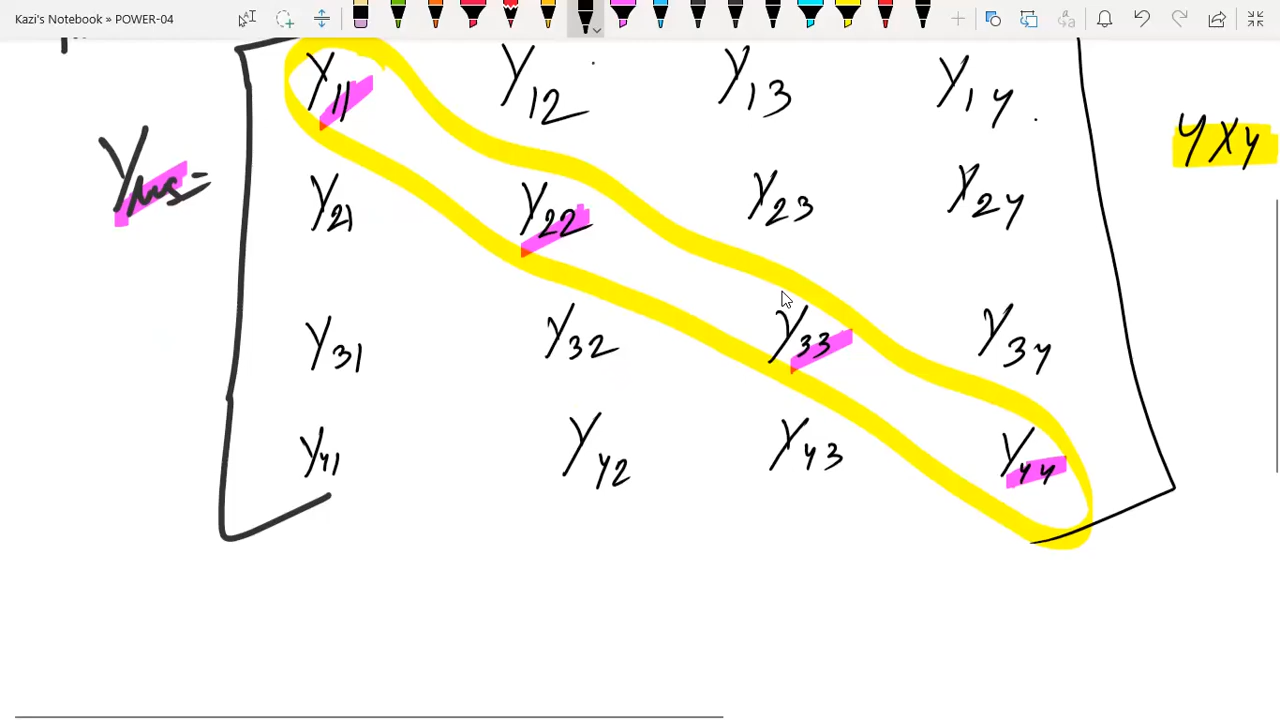 Kazi's Notebook » POWER-04
Y11 Y12 Y13 Y14
Y21 Y22 Y23 Y24
Y31 Y32 Y33 Y34
Y41 Y42 Y43 Y44
4X4